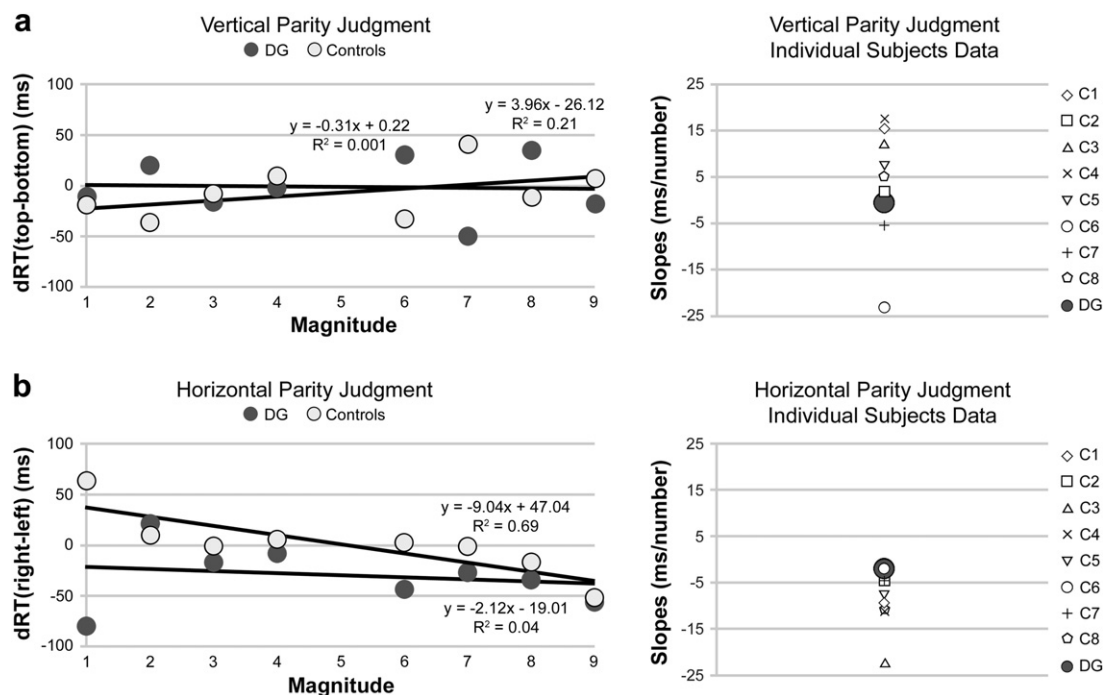 a
Vertical Parity Judgment
DG Controls
dRT(top-bottom) (ms)
100
50
0
-50
-100
y = -0.31x + 0.22
R² = 0.001
y = 3.96x - 26.12
R² = 0.21
1 2 3 4 5 6 7 8 9
Magnitude
Vertical Parity Judgment
Individual Subjects Data
Slopes (ms/number)
25
15
5
-5
-15
-25
C1
C2
C3
C4
C5
C6
C7
C8
DG
b
Horizontal Parity Judgment
DG Controls
dRT(right-left) (ms)
100
50
0
-50
-100
y = -9.04x + 47.04
R² = 0.69
y = -2.12x - 19.01
R² = 0.04
1 2 3 4 5 6 7 8 9
Magnitude
Horizontal Parity Judgment
Individual Subjects Data
Slopes (ms/number)
25
15
5
-5
-15
-25
C1
C2
C3
C4
C5
C6
C7
C8
DG